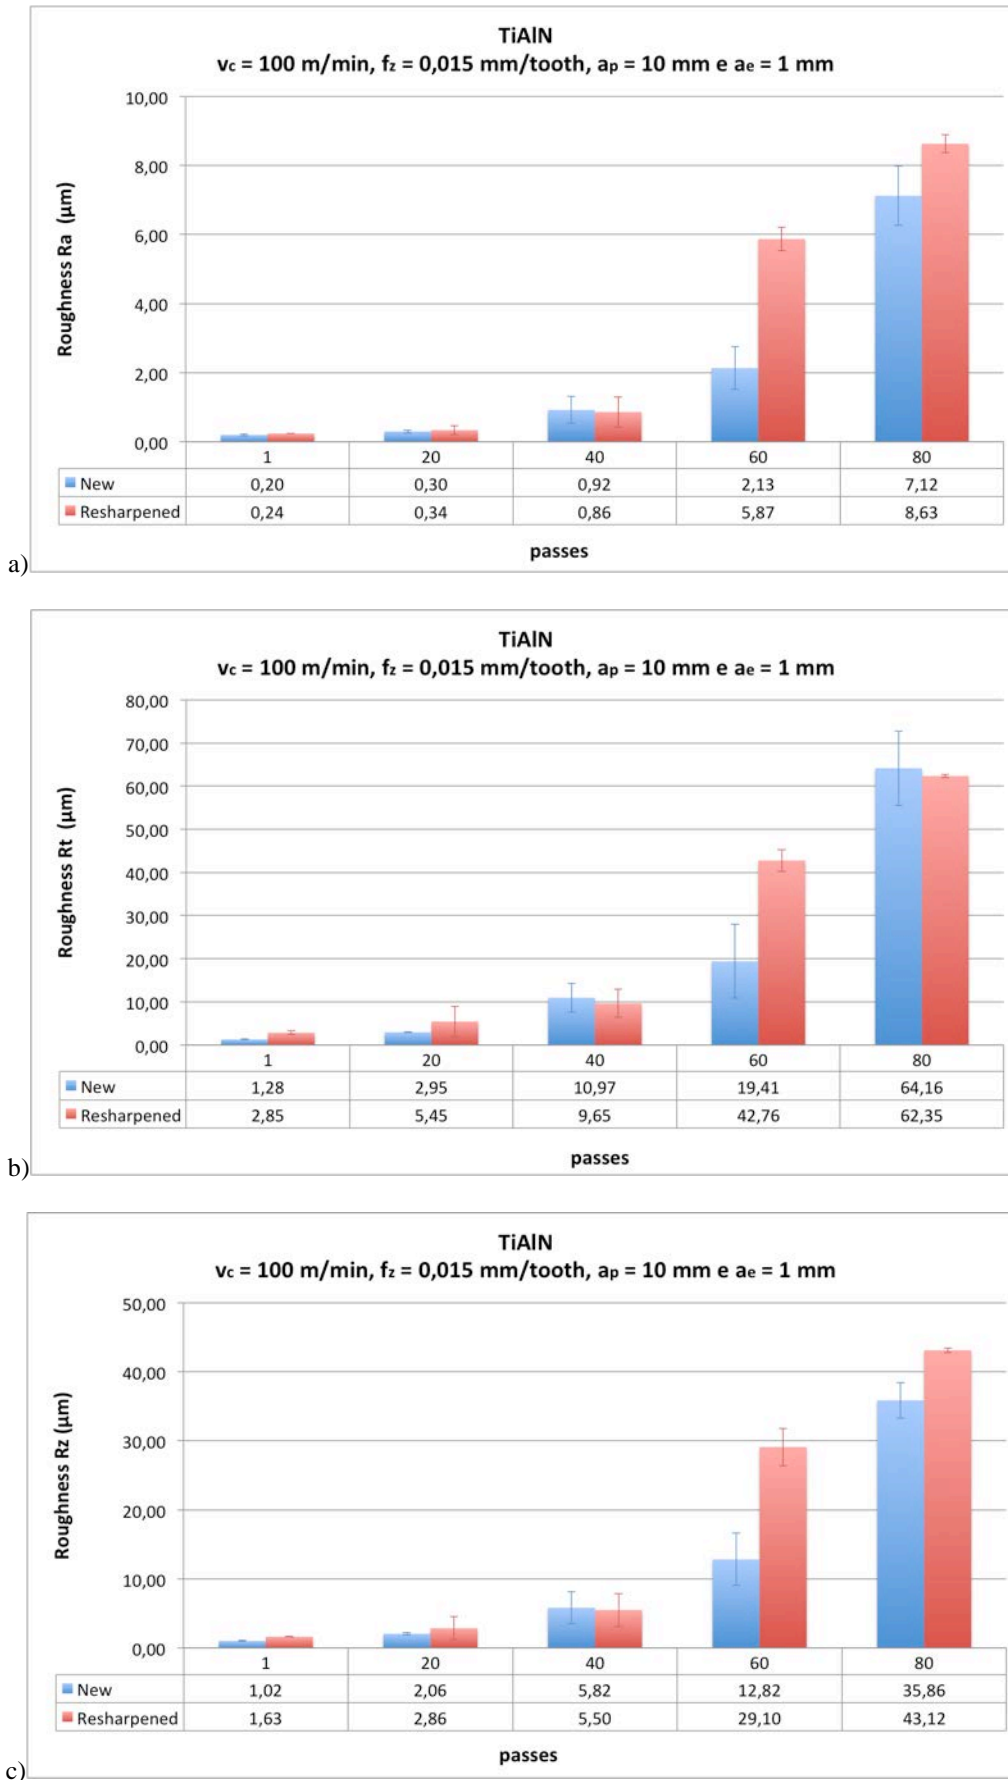 TiAlN
vc = 100 m/min, fz = 0,015 mm/tooth, ap = 10 mm e ae = 1 mm
Roughness Ra (µm)
10,00
8,00
6,00
4,00
2,00
0,00
1 20 40 60 80
New 0,20 0,30 0,92 2,13 7,12
Resharpened 0,24 0,34 0,86 5,87 8,63
passes
a)
TiAlN
vc = 100 m/min, fz = 0,015 mm/tooth, ap = 10 mm e ae = 1 mm
Roughness Rt (µm)
80,00
70,00
60,00
50,00
40,00
30,00
20,00
10,00
0,00
1 20 40 60 80
New 1,28 2,95 10,97 19,41 64,16
Resharpened 2,85 5,45 9,65 42,76 62,35
passes
b)
TiAlN
vc = 100 m/min, fz = 0,015 mm/tooth, ap = 10 mm e ae = 1 mm
Roughness Rz (µm)
50,00
40,00
30,00
20,00
10,00
0,00
1 20 40 60 80
New 1,02 2,06 5,82 12,82 35,86
Resharpened 1,63 2,86 5,50 29,10 43,12
passes
c)